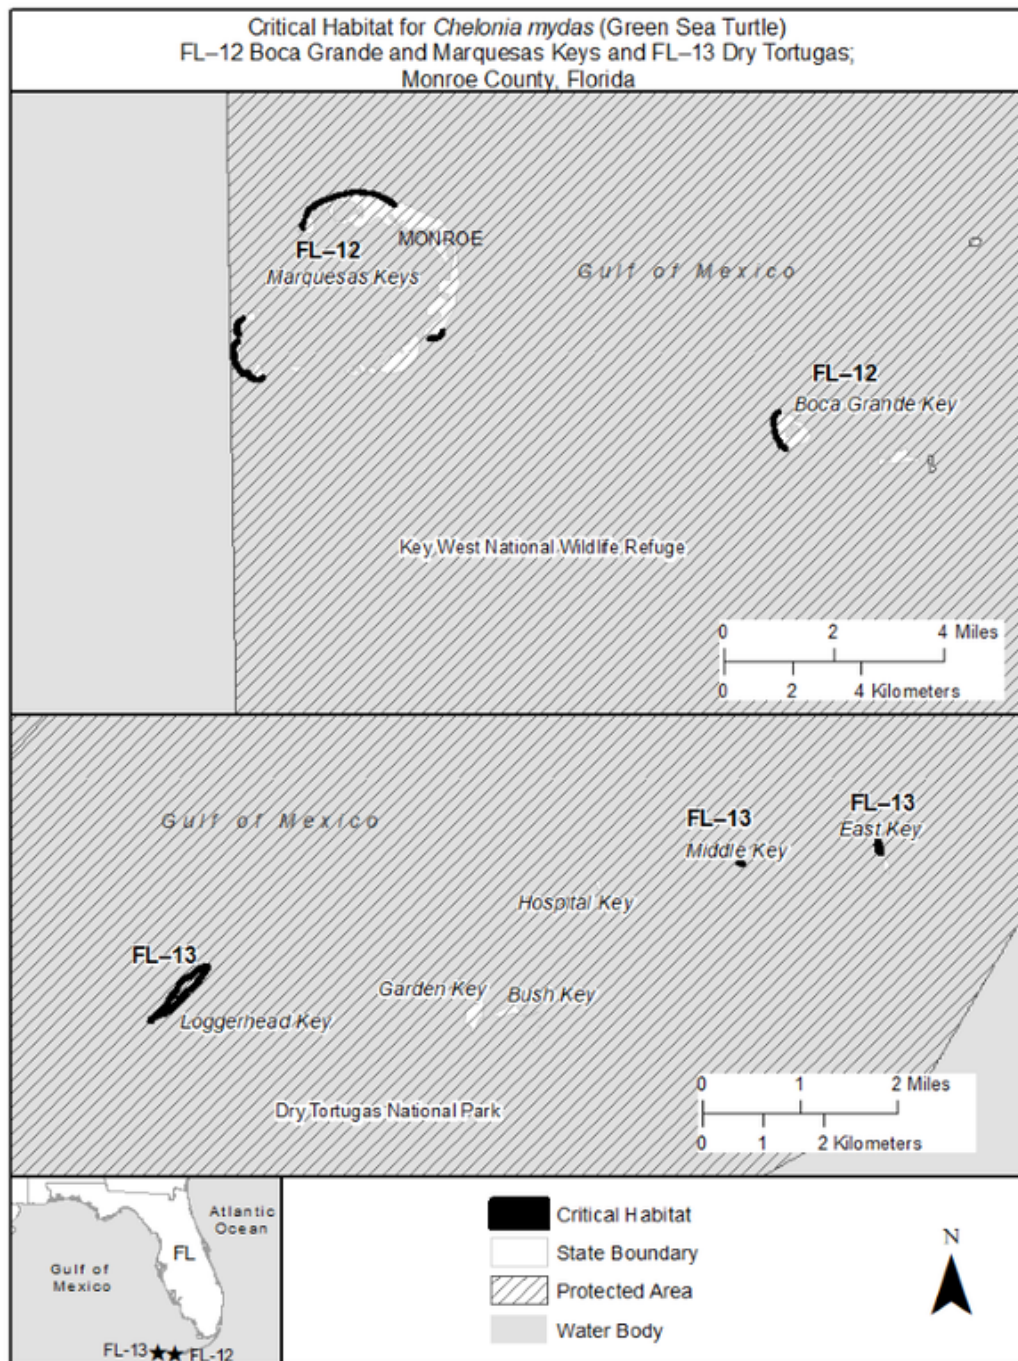 Critical Habitat for Chelonia mydas (Green Sea Turtle)
FL–12 Boca Grande and Marquesas Keys and FL–13 Dry Tortugas;
Monroe County, Florida
MONROE
FL–12
Marquesas Keys
Gulf of Mexico
FL–12
Boca Grande Key
Key West National Wildlife Refuge
0 2 4 Miles
0 2 4 Kilometers
Gulf of Mexico
FL–13
East Key
FL–13
Middle Key
Hospital Key
FL–13
Loggerhead Key
Garden Key
Bush Key
Dry Tortugas National Park
0 1 2 Miles
0 1 2 Kilometers
Atlantic
Ocean
FL
Gulf of
Mexico
FL-13
FL-12
Critical Habitat
State Boundary
Protected Area
Water Body
N